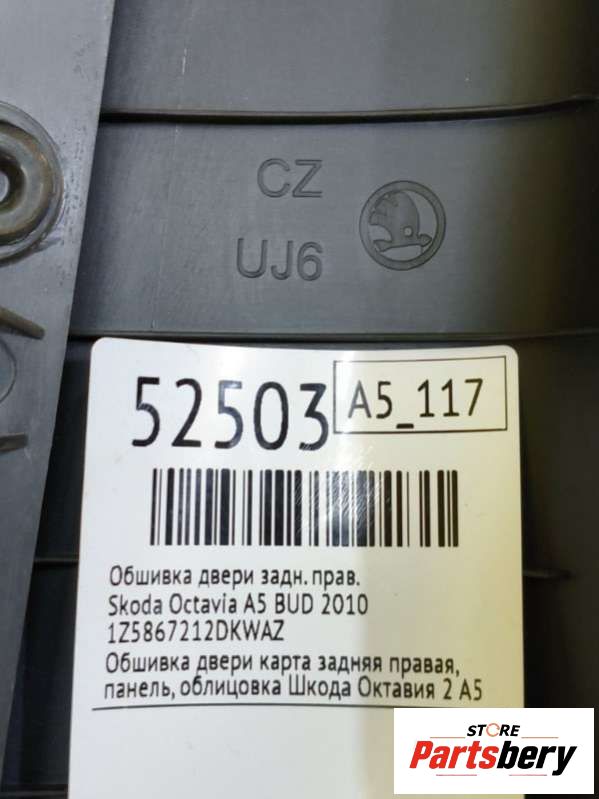 CZ
UJ6
52503
A5_117
Обшивка двери задн. прав.
Skoda Octavia A5 BUD 2010
1Z5867212DKWAZ
Обшивка двери карта задняя правая,
панель, облицовка Шкода Октавия 2 А5
STORE
Partsbery